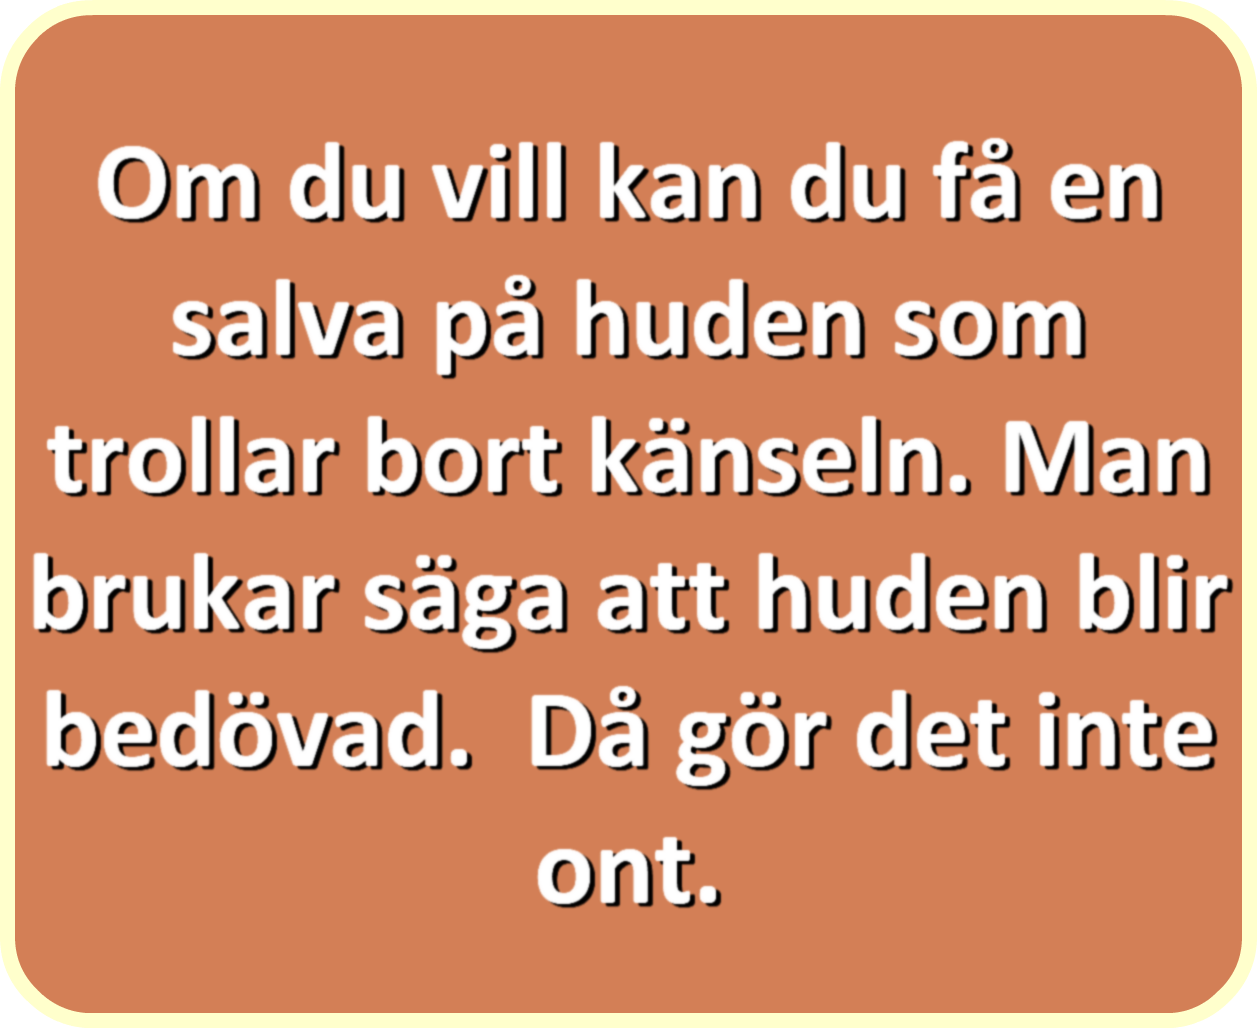 Om du vill kan du få en
salva på huden som
trollar bort känseln. Man
brukar säga att huden blir
bedövad.  Då gör det inte
ont.